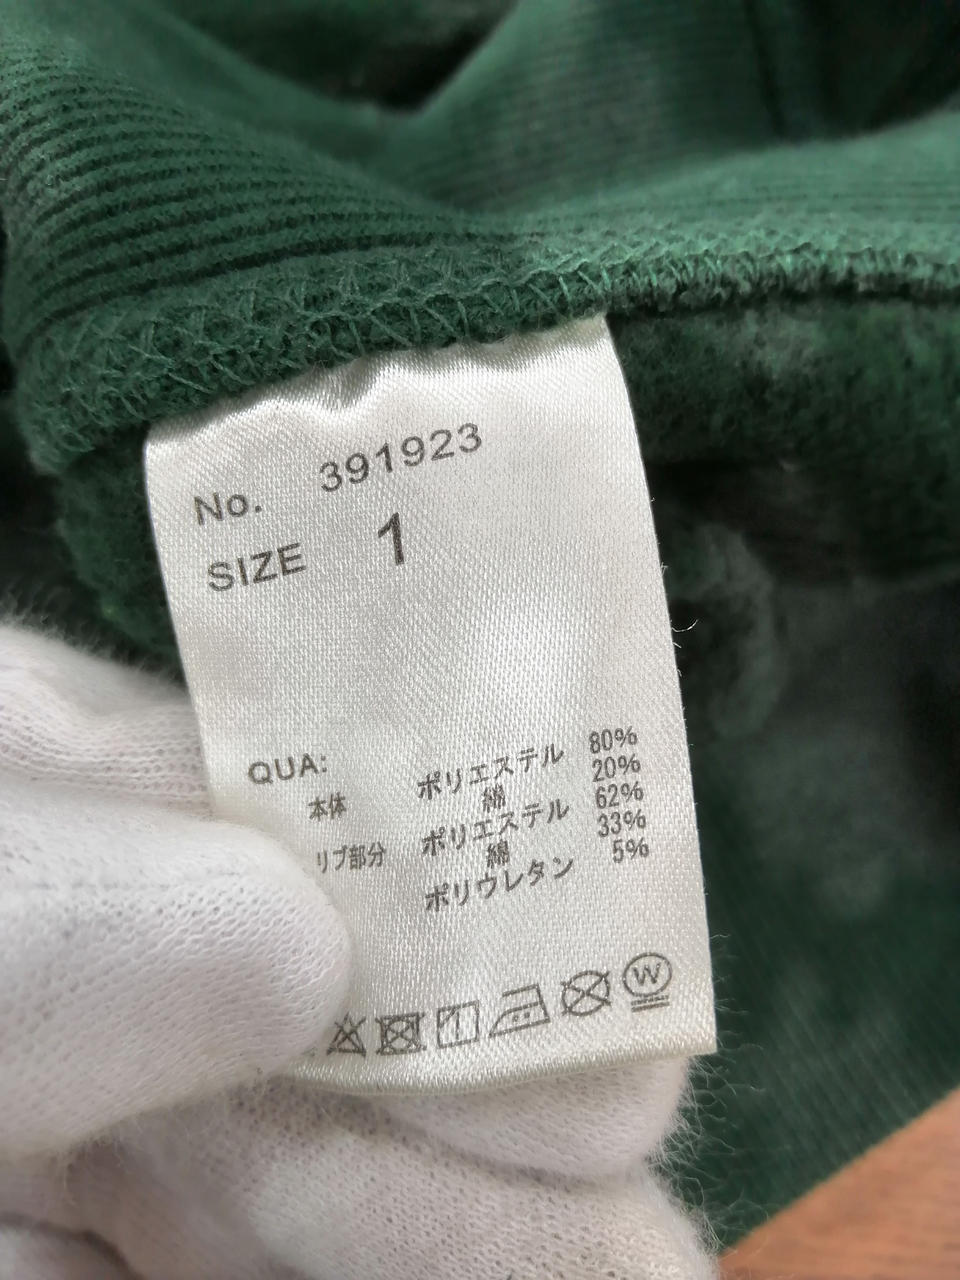 No. 391923
SIZE 1
QUA:
本体 ポリエステル 80%
綿 20%
リブ部分 ポリエステル 62%
綿 33%
ポリウレタン 5%
W